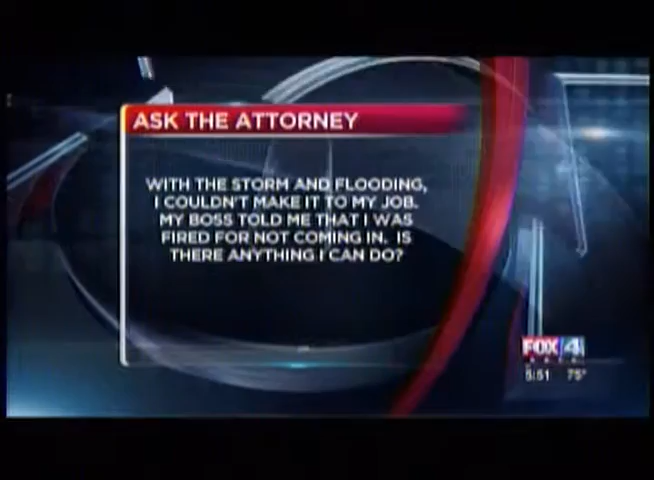 ASK THE ATTORNEY
WITH THE STORM AND FLOODING,
I COULDN'T MAKE IT TO MY JOB.
MY BOSS TOLD ME THAT I WAS
FIRED FOR NOT COMING IN. IS
THERE ANYTHING I CAN DO?
FOX 4
5:51 75°